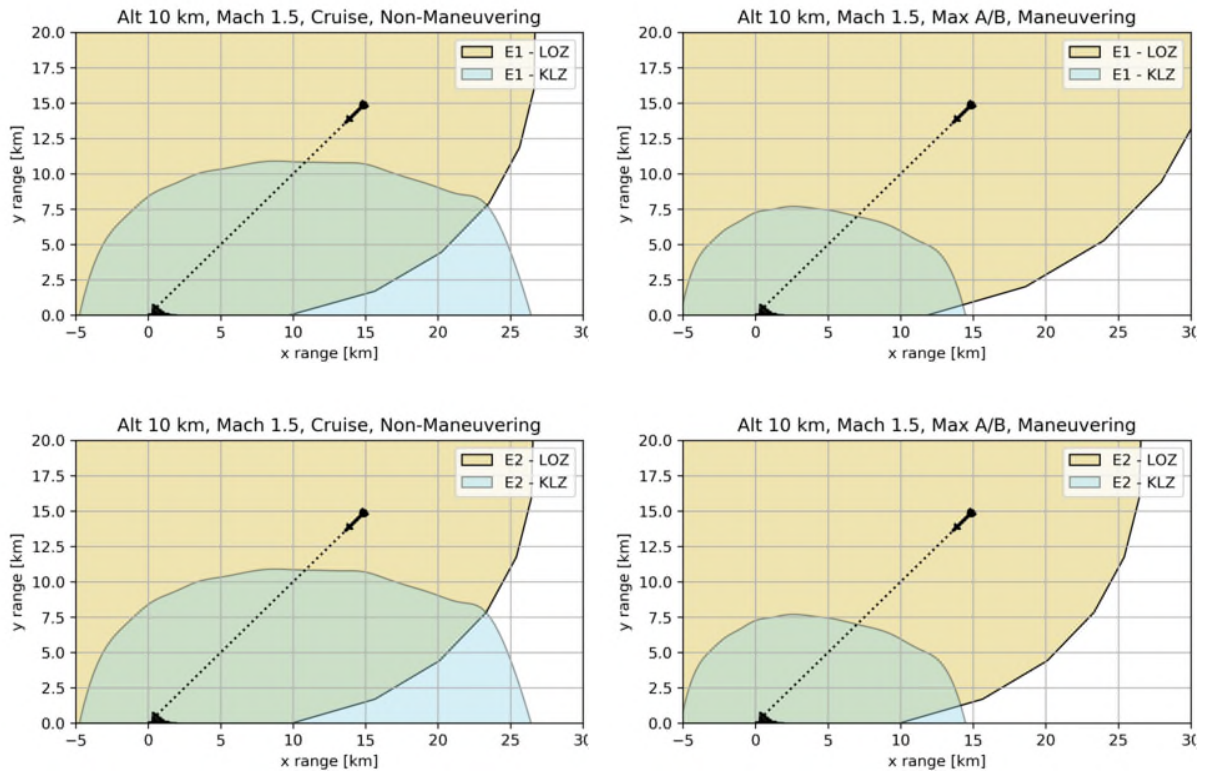 Alt 10 km, Mach 1.5, Cruise, Non-Maneuvering
20.0
17.5
15.0
12.5
10.0
7.5
5.0
2.5
0.0
y range [km]
E1 - LOZ
E1 - KLZ
−5 0 5 10 15 20 25 30
x range [km]
Alt 10 km, Mach 1.5, Max A/B, Maneuvering
20.0
17.5
15.0
12.5
10.0
7.5
5.0
2.5
0.0
y range [km]
E1 - LOZ
E1 - KLZ
−5 0 5 10 15 20 25 30
x range [km]
Alt 10 km, Mach 1.5, Cruise, Non-Maneuvering
20.0
17.5
15.0
12.5
10.0
7.5
5.0
2.5
0.0
y range [km]
E2 - LOZ
E2 - KLZ
−5 0 5 10 15 20 25 30
x range [km]
Alt 10 km, Mach 1.5, Max A/B, Maneuvering
20.0
17.5
15.0
12.5
10.0
7.5
5.0
2.5
0.0
y range [km]
E2 - LOZ
E2 - KLZ
−5 0 5 10 15 20 25 30
x range [km]